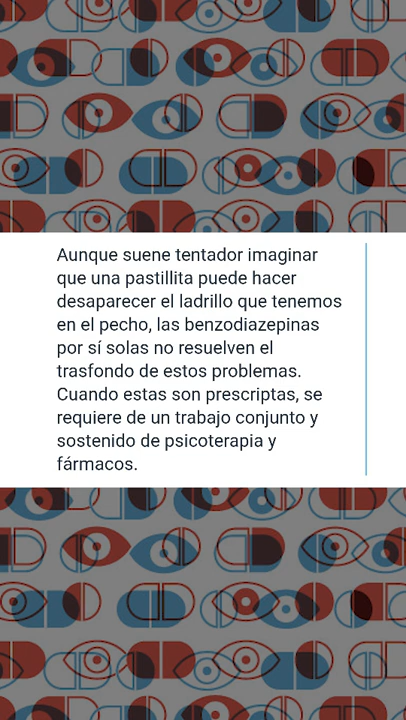 Aunque suene tentador imaginar
que una pastillita puede hacer
desaparecer el ladrillo que tenemos
en el pecho, las benzodiazepinas
por sí solas no resuelven el
trasfondo de estos problemas.
Cuando estas son prescriptas, se
requiere de un trabajo conjunto y
sostenido de psicoterapia y
fármacos.